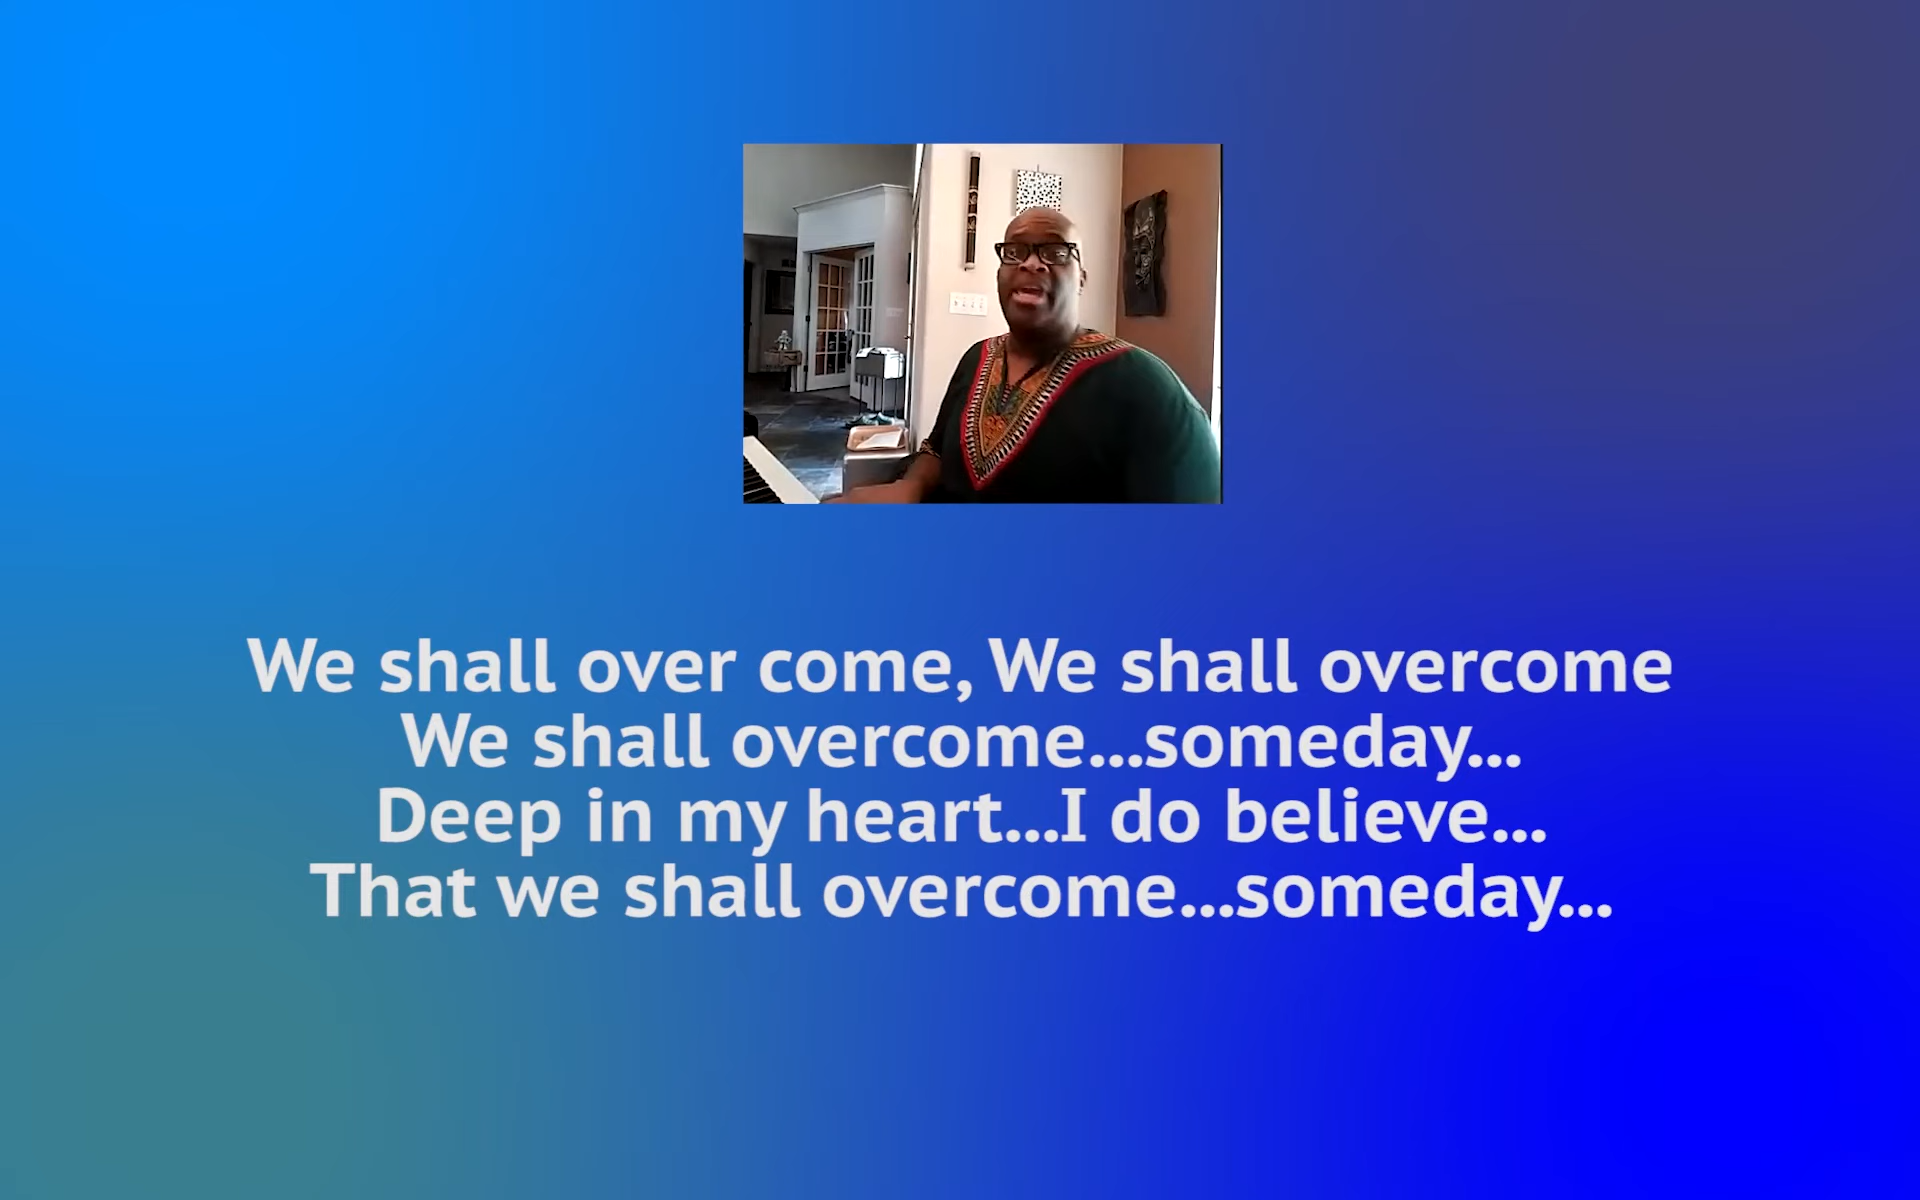 We shall over come, We shall overcome
We shall overcome...someday...
Deep in my heart...I do believe...
That we shall overcome...someday...